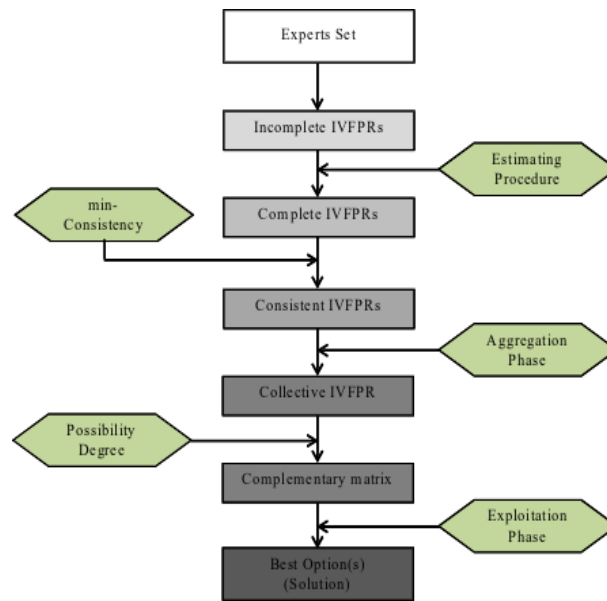 Experts Set
Incomplete IVFPRs
Estimating
Procedure
min-
Consistency
Complete IVFPRs
Consistent IVFPRs
Aggregation
Phase
Collective IVFPR
Possibility
Degree
Complementary matrix
Exploitation
Phase
Best Option(s)
(Solution)